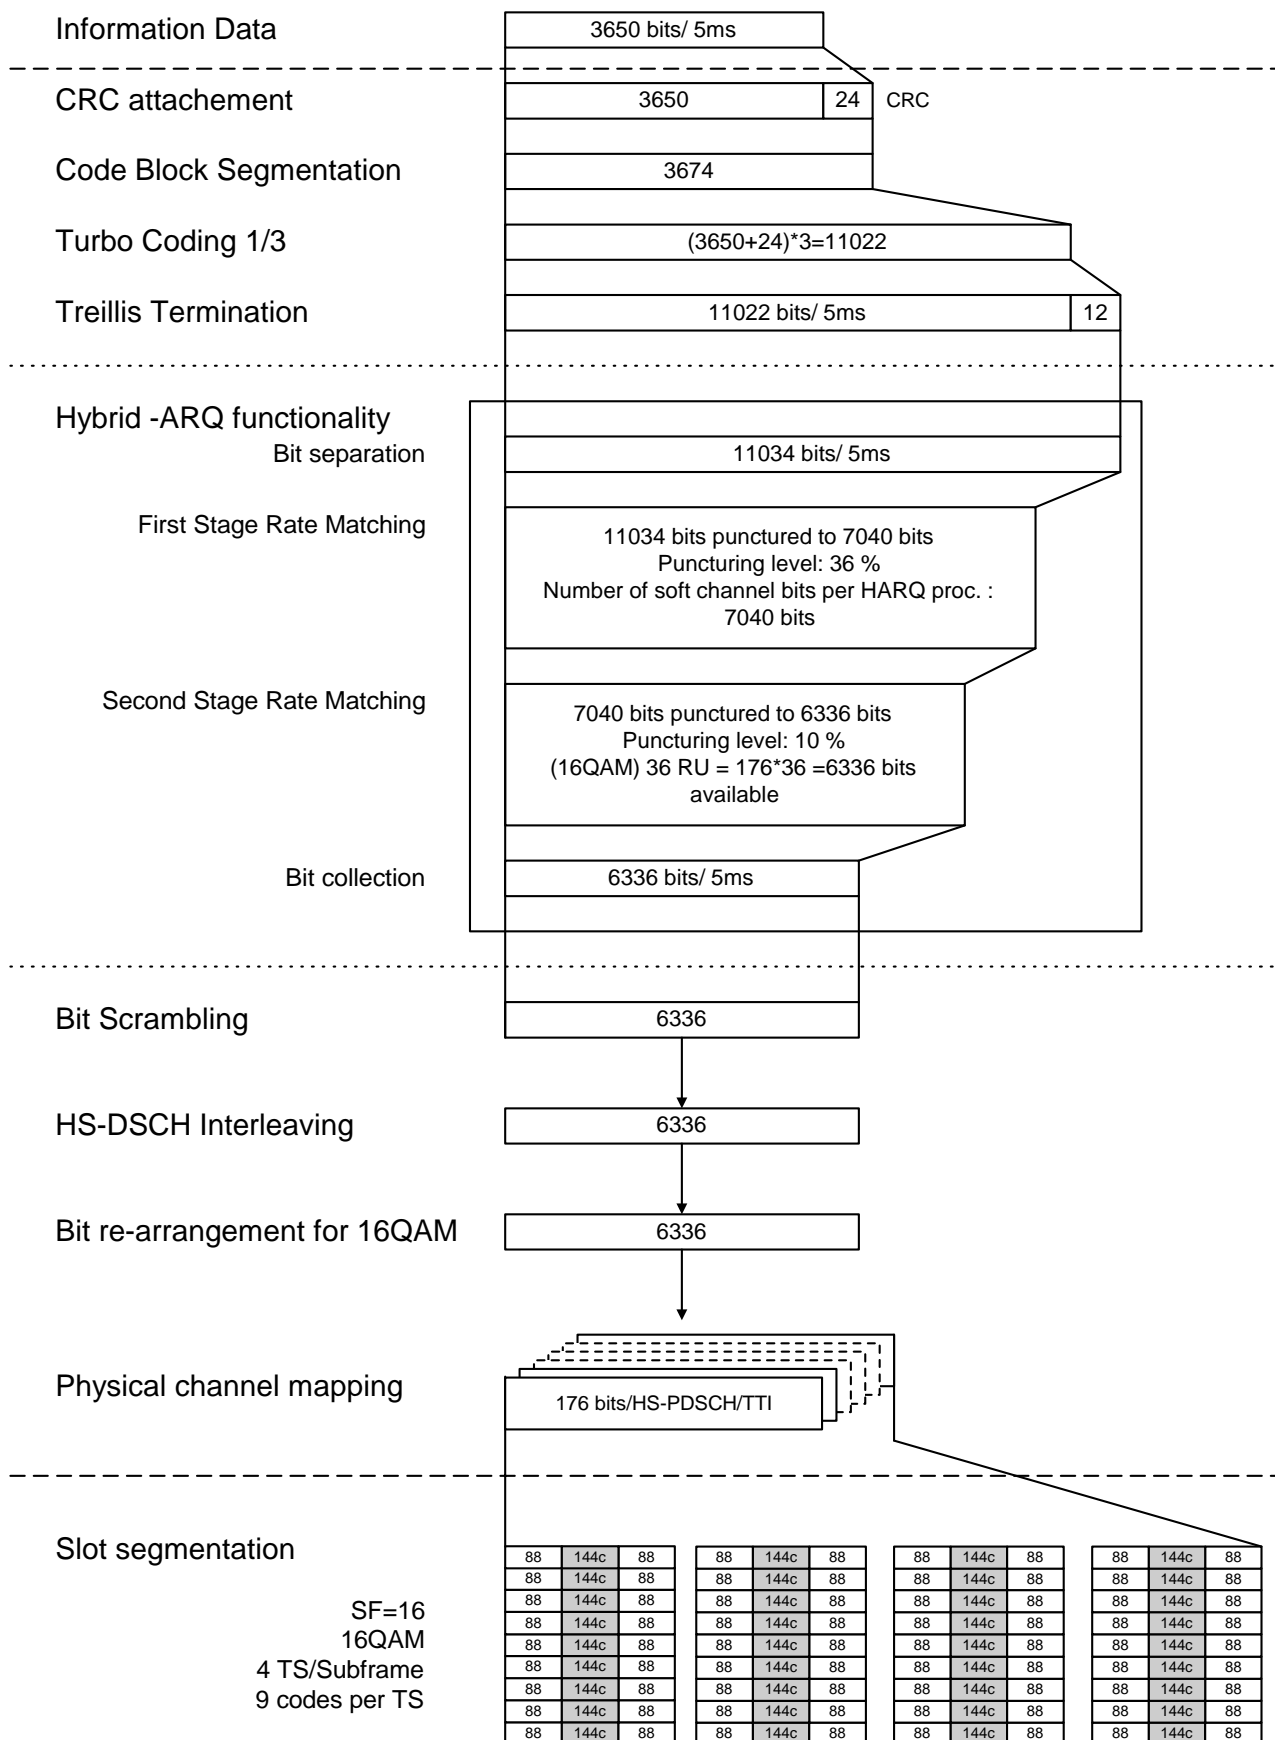 Information Data
3650 bits/ 5ms
CRC attachement
3650 24 CRC
Code Block Segmentation
3674
Turbo Coding 1/3
(3650+24)*3=11022
Treillis Termination
11022 bits/ 5ms 12
Hybrid -ARQ functionality
Bit separation
11034 bits/ 5ms
First Stage Rate Matching
11034 bits punctured to 7040 bits
Puncturing level: 36 %
Number of soft channel bits per HARQ proc. :
7040 bits
Second Stage Rate Matching
7040 bits punctured to 6336 bits
Puncturing level: 10 %
(16QAM) 36 RU = 176*36 =6336 bits
available
Bit collection
6336 bits/ 5ms
Bit Scrambling
6336
HS-DSCH Interleaving
6336
Bit re-arrangement for 16QAM
6336
Physical channel mapping
176 bits/HS-PDSCH/TTI
Slot segmentation
SF=16
16QAM
4 TS/Subframe
9 codes per TS
88 144c 88 88 144c 88 88 144c 88 88 144c 88
88 144c 88 88 144c 88 88 144c 88 88 144c 88
88 144c 88 88 144c 88 88 144c 88 88 144c 88
88 144c 88 88 144c 88 88 144c 88 88 144c 88
88 144c 88 88 144c 88 88 144c 88 88 144c 88
88 144c 88 88 144c 88 88 144c 88 88 144c 88
88 144c 88 88 144c 88 88 144c 88 88 144c 88
88 144c 88 88 144c 88 88 144c 88 88 144c 88
88 144c 88 88 144c 88 88 144c 88 88 144c 88